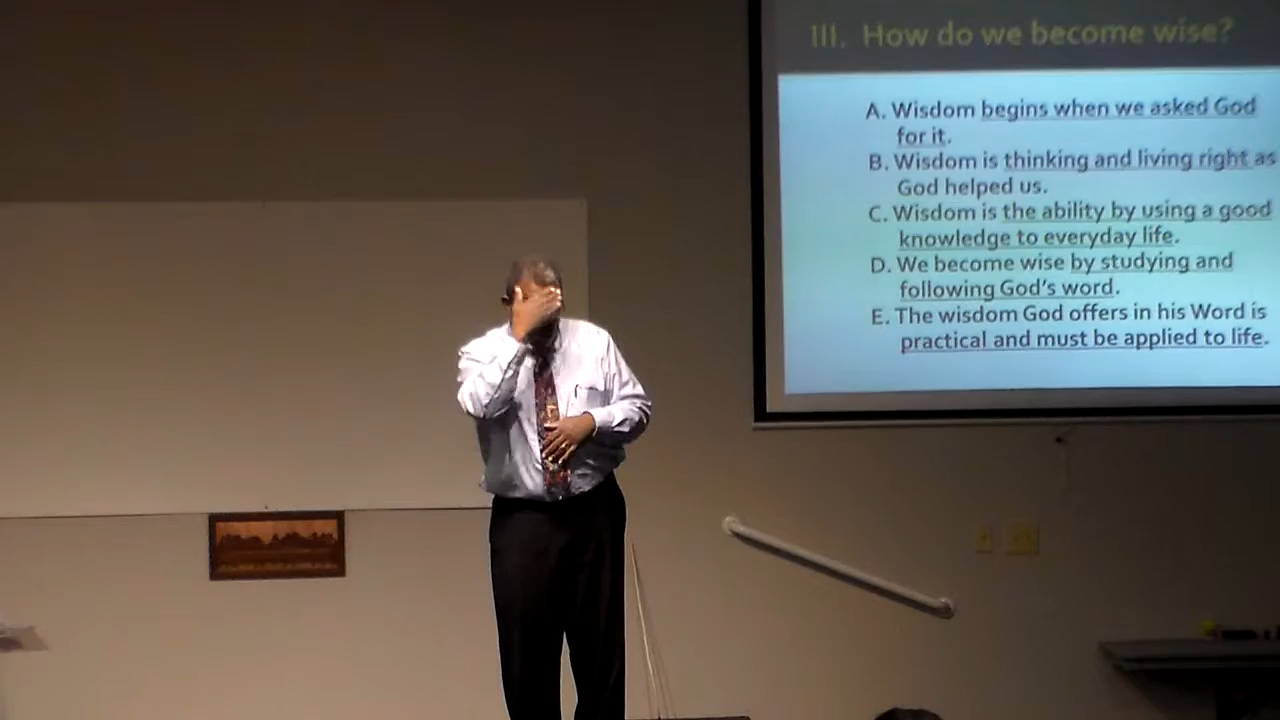 III. How do we become wise?
A. Wisdom begins when we asked God
for it.
B. Wisdom is thinking and living right as
God helped us.
C. Wisdom is the ability by using a good
knowledge to everyday life.
D. We become wise by studying and
following God's word.
E. The wisdom God offers in his Word is
practical and must be applied to life.